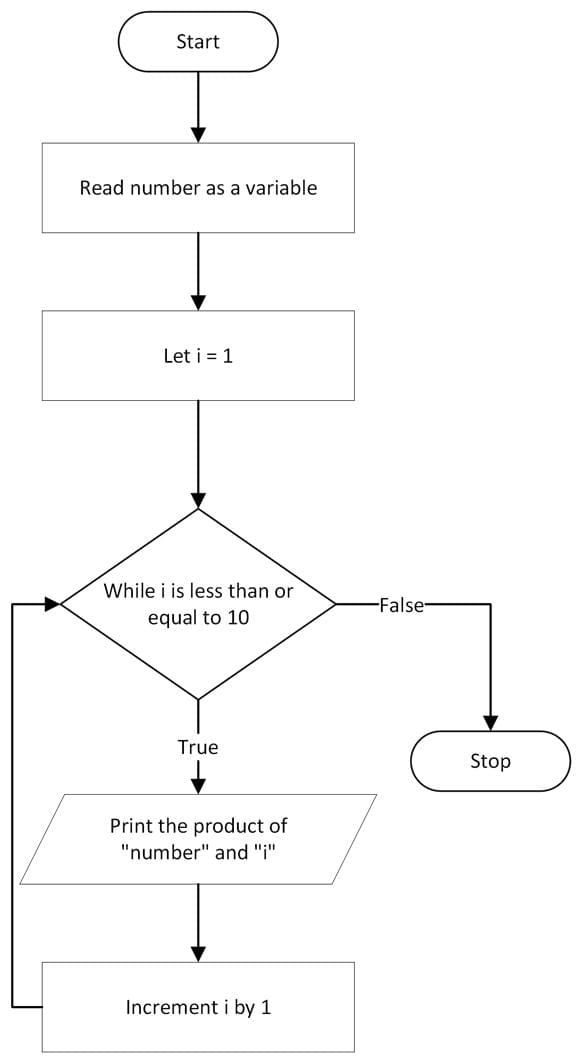 Start
Read number as a variable
Let i = 1
While i is less than or
equal to 10
False
True
Stop
Print the product of
"number" and "i"
Increment i by 1